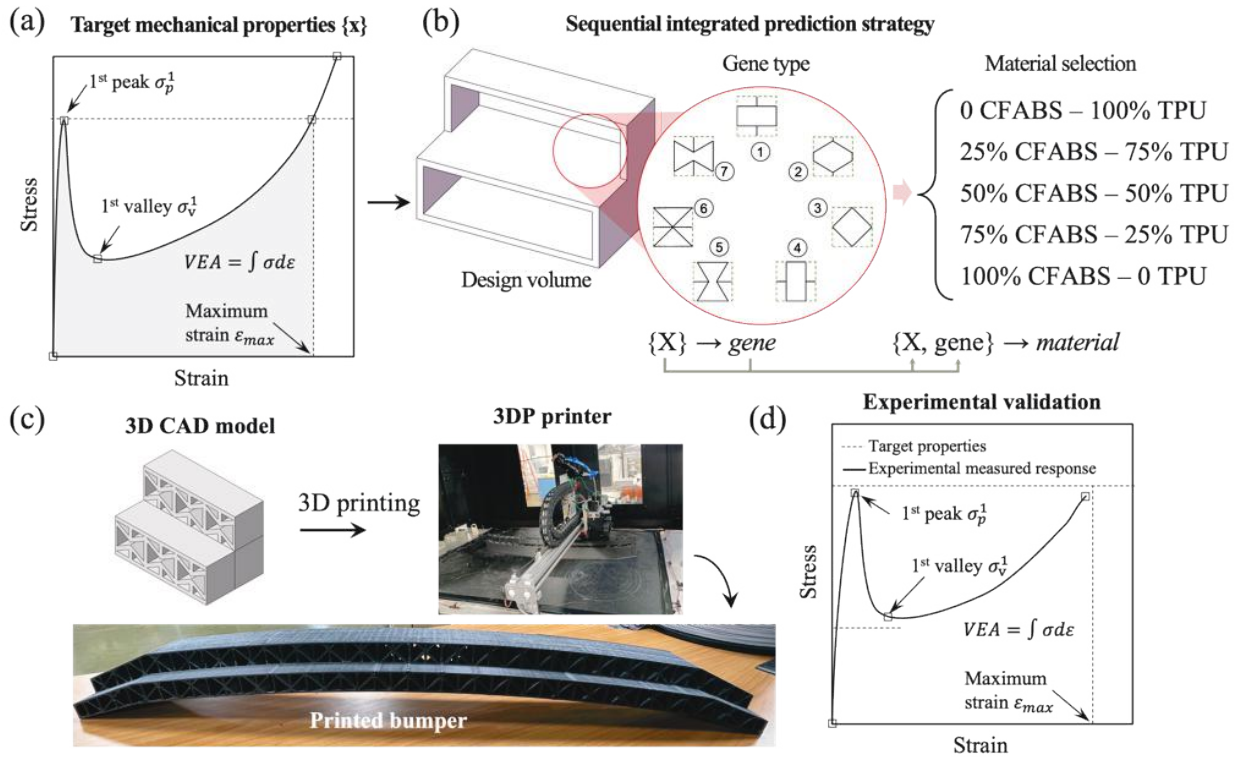 (a)
Target mechanical properties {x}
1st peak σ_p^1
1st valley σ_v^1
VEA = ∫ σdε
Maximum
strain ε_max
Stress
Strain
(b)
Sequential integrated prediction strategy
Gene type
Material selection
1
2
3
4
5
6
7
Design volume
0 CFABS – 100% TPU
25% CFABS – 75% TPU
50% CFABS – 50% TPU
75% CFABS – 25% TPU
100% CFABS – 0 TPU
{X} → gene
{X, gene} → material
(c)
3D CAD model
3D printing
3DP printer
Printed bumper
(d)
Experimental validation
Target properties
Experimental measured response
1st peak σ_p^1
1st valley σ_v^1
VEA = ∫ σdε
Maximum
strain ε_max
Stress
Strain